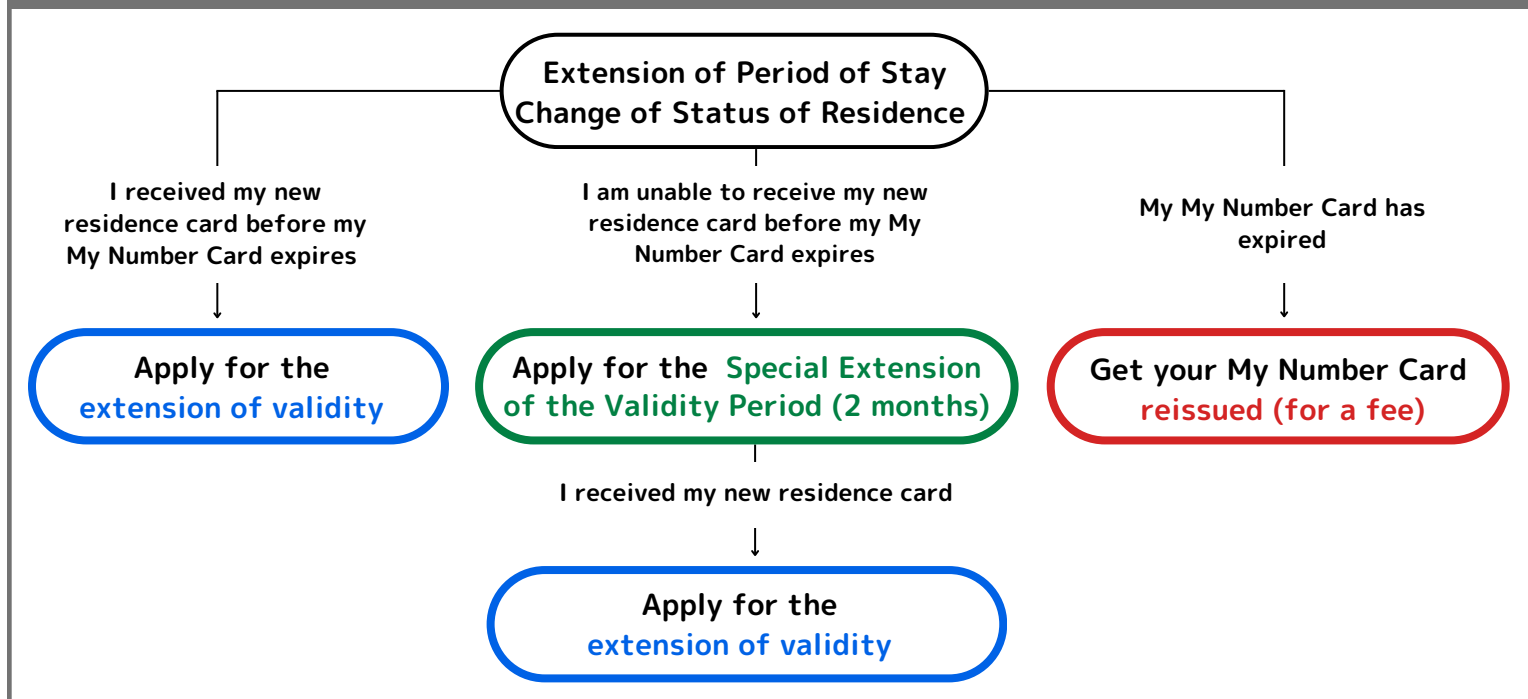 Extension of Period of Stay
Change of Status of Residence
I received my new
residence card before my
My Number Card expires
I am unable to receive my new
residence card before my My
Number Card expires
My My Number Card has
expired
Apply for the
extension of validity
Apply for the Special Extension
of the Validity Period (2 months)
Get your My Number Card
reissued (for a fee)
I received my new residence card
Apply for the
extension of validity